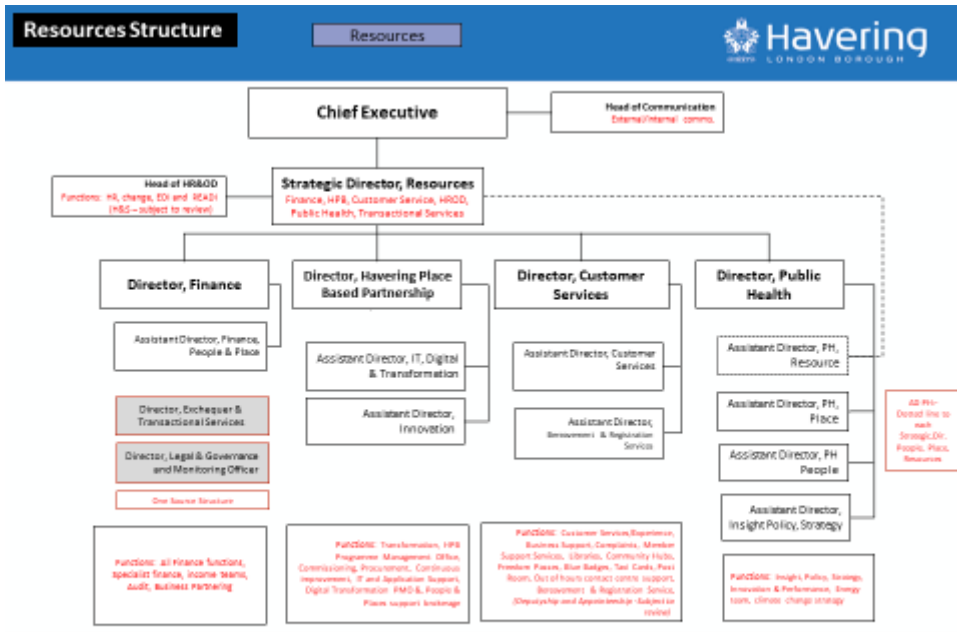 Resources Structure
Resources
Havering
LONDON BOROUGH
Chief Executive
Head of Communication
External/Internal comms.
Head of HR&OD
Functions: HR, change, EDI and READI
(H&S – subject to review)
Strategic Director, Resources
Finance, HPB, Customer Service, HROD,
Public Health, Transactional Services
Director, Finance
Director, Havering Place
Based Partnership
Director, Customer
Services
Director, Public
Health
Assistant Director, Finance,
People & Place
Assistant Director, IT, Digital
& Transformation
Assistant Director, Customer
Services
Assistant Director, PH,
Resource
Director, Exchequer &
Transactional Services
Assistant Director,
Innovation
Assistant Director,
Bereavement & Registration
Services
Assistant Director, PH,
Place
AD PH-
Dotted line to
each
Strategic Dir.
People, Place,
Resources
Director, Legal & Governance
and Monitoring Officer
Assistant Director, PH
People
One Source Structure
Assistant Director,
Insight Policy, Strategy
Functions: All Finance functions,
Specialist finance, income teams,
Audit, Business Partnering
Functions: Transformation, HPB
Programme Management Office,
Commissioning, Procurement, Continuous
Improvement, IT and Application Support,
Digital Transformation PMO &, People &
Places support brokerage
Functions: Customer Services/Experience,
Business Support, Complaints, Member
Support Services, Libraries, Community Hubs,
Freedom Passes, Blue Badges, Taxi Cards, Post
Room, Out of hours contact centre support,
Bereavement & Registration Service,
(Deputyship and Appointeeship - Subject to
review)
Functions: Insight, Policy, Strategy,
Innovation & Performance, Energy
team, climate change strategy